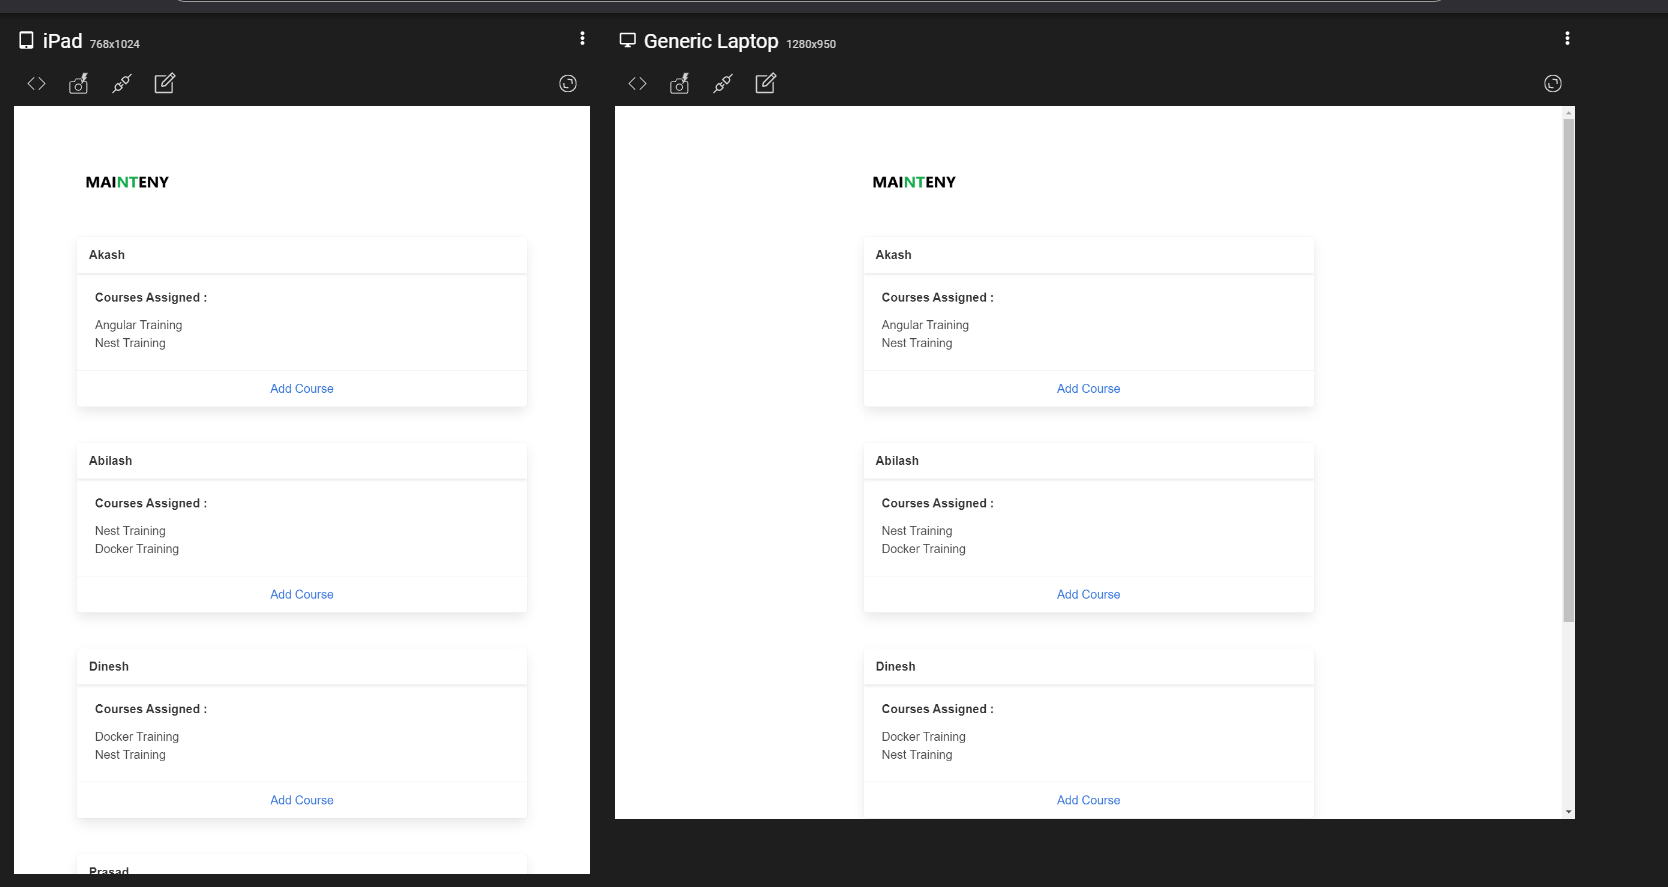 iPad 768x1024
MAINTENY
Akash
Courses Assigned :
Angular Training
Nest Training
Add Course
Abilash
Courses Assigned :
Nest Training
Docker Training
Add Course
Dinesh
Courses Assigned :
Docker Training
Nest Training
Add Course
Prasad
Generic Laptop 1280x950
MAINTENY
Akash
Courses Assigned :
Angular Training
Nest Training
Add Course
Abilash
Courses Assigned :
Nest Training
Docker Training
Add Course
Dinesh
Courses Assigned :
Docker Training
Nest Training
Add Course